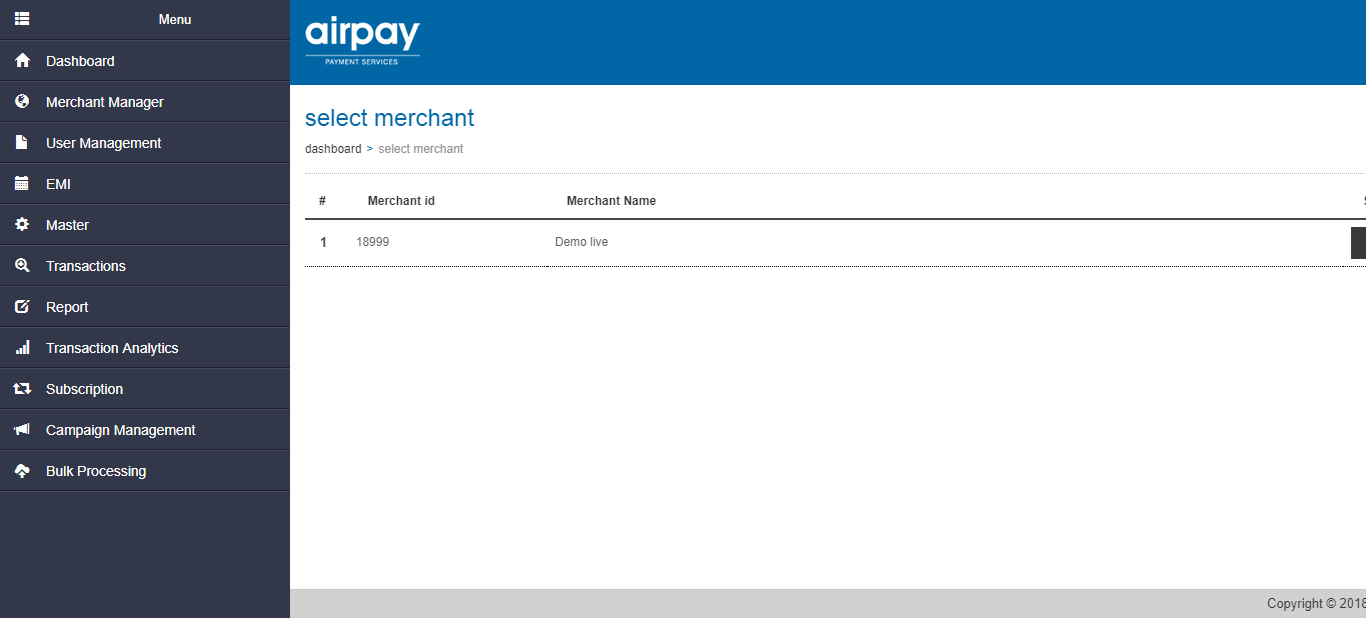 Menu
Dashboard
Merchant Manager
User Management
EMI
Master
Transactions
Report
Transaction Analytics
Subscription
Campaign Management
Bulk Processing
airpay
PAYMENT SERVICES
select merchant
dashboard > select merchant
# Merchant id Merchant Name
1 18999 Demo live
Copyright © 2018